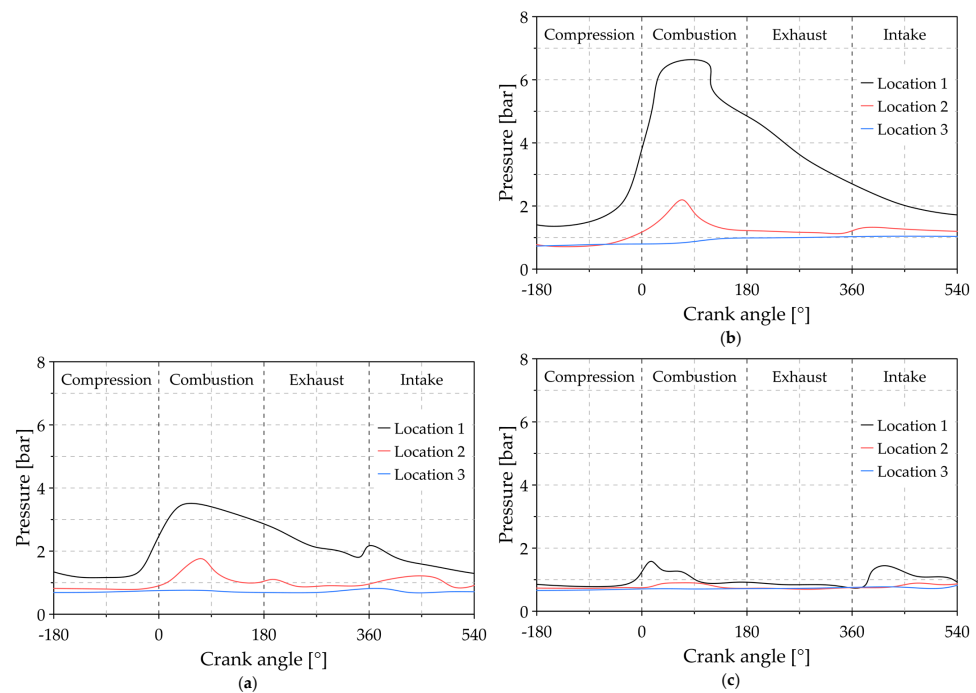 8
Compression Combustion Exhaust Intake
6
Location 1
Location 2
Location 3
4
Pressure [bar]
2
0
-180 0 180 360 540
Crank angle [°]
(b)
8
Compression Combustion Exhaust Intake
6
Location 1
Location 2
Location 3
4
Pressure [bar]
2
0
-180 0 180 360 540
Crank angle [°]
(a)
8
Compression Combustion Exhaust Intake
6
Location 1
Location 2
Location 3
4
Pressure [bar]
2
0
-180 0 180 360 540
Crank angle [°]
(c)